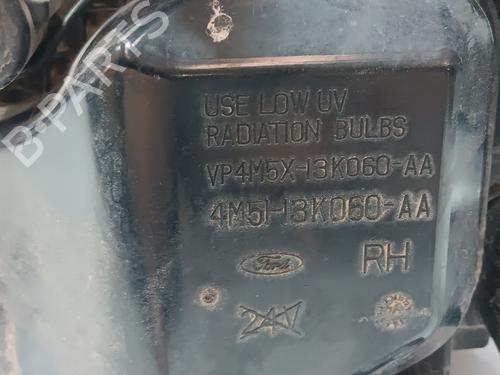 B-PARTS
USE LOW UV
RADIATION BULBS
VP4M5X-13K060-AA
4M51-13K060-AA
Ford RH
24V